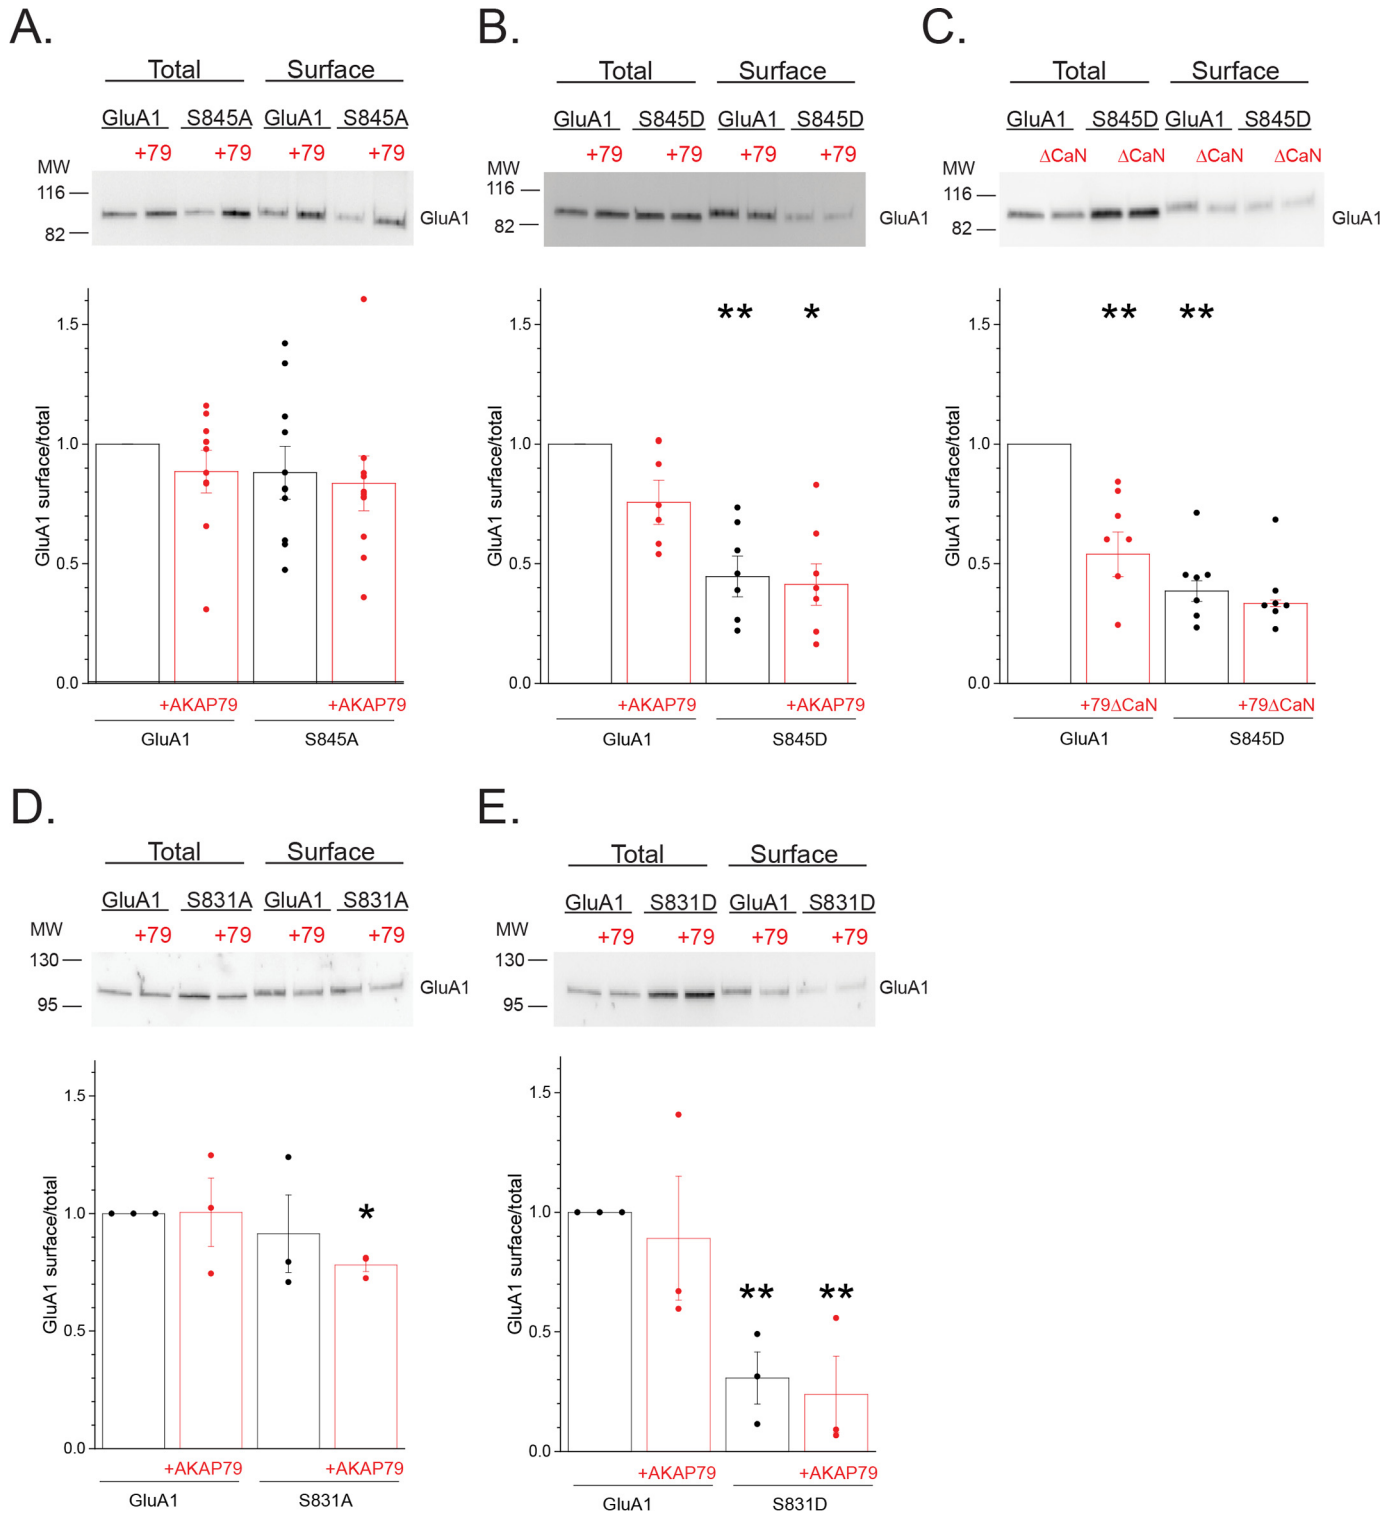 A.
Total Surface
GluA1 S845A GluA1 S845A
+79 +79 +79 +79
MW
116
82
GluA1
1.5
1.0
0.5
0.0
GluA1 surface/total
+AKAP79 +AKAP79
GluA1 S845A
B.
Total Surface
GluA1 S845D GluA1 S845D
+79 +79 +79 +79
MW
116
82
GluA1
** *
1.5
1.0
0.5
0.0
GluA1 surface/total
+AKAP79 +AKAP79
GluA1 S845D
C.
Total Surface
GluA1 S845D GluA1 S845D
ΔCaN ΔCaN ΔCaN ΔCaN
MW
116
82
GluA1
** **
1.5
1.0
0.5
0.0
GluA1 surface/total
+79ΔCaN +79ΔCaN
GluA1 S845D
D.
Total Surface
GluA1 S831A GluA1 S831A
+79 +79 +79 +79
MW
130
95
GluA1
1.5
1.0
0.5
0.0
*
GluA1 surface/total
+AKAP79 +AKAP79
GluA1 S831A
E.
Total Surface
GluA1 S831D GluA1 S831D
+79 +79 +79 +79
MW
130
95
GluA1
1.5
1.0
0.5
0.0
** **
GluA1 surface/total
+AKAP79 +AKAP79
GluA1 S831D